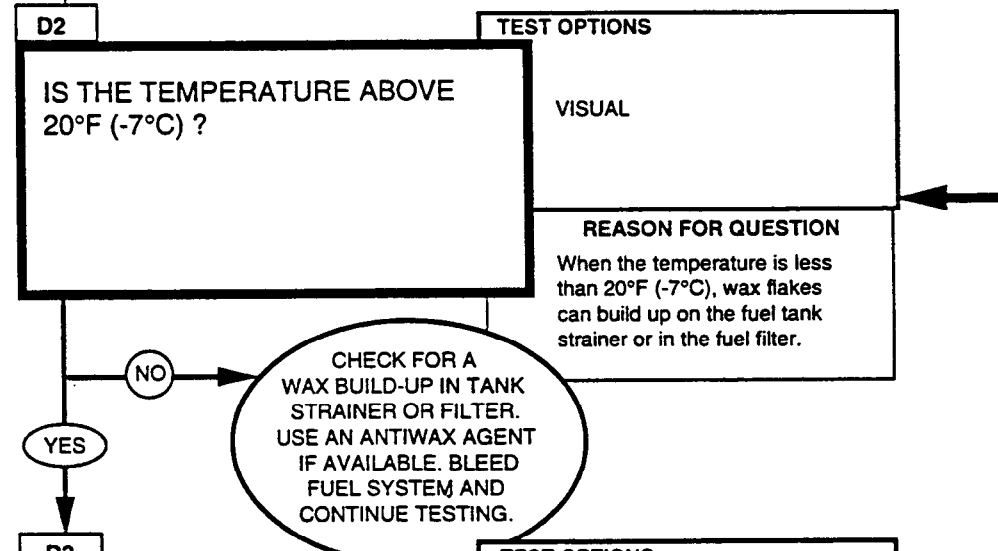 D2
TEST OPTIONS
IS THE TEMPERATURE ABOVE
20°F (-7°C) ?
VISUAL
REASON FOR QUESTION
When the temperature is less
than 20°F (-7°C), wax flakes
can build up on the fuel tank
strainer or in the fuel filter.
NO
CHECK FOR A
WAX BUILD-UP IN TANK
STRAINER OR FILTER.
USE AN ANTIWAX AGENT
IF AVAILABLE. BLEED
FUEL SYSTEM AND
CONTINUE TESTING.
YES
D3
TEST OPTIONS